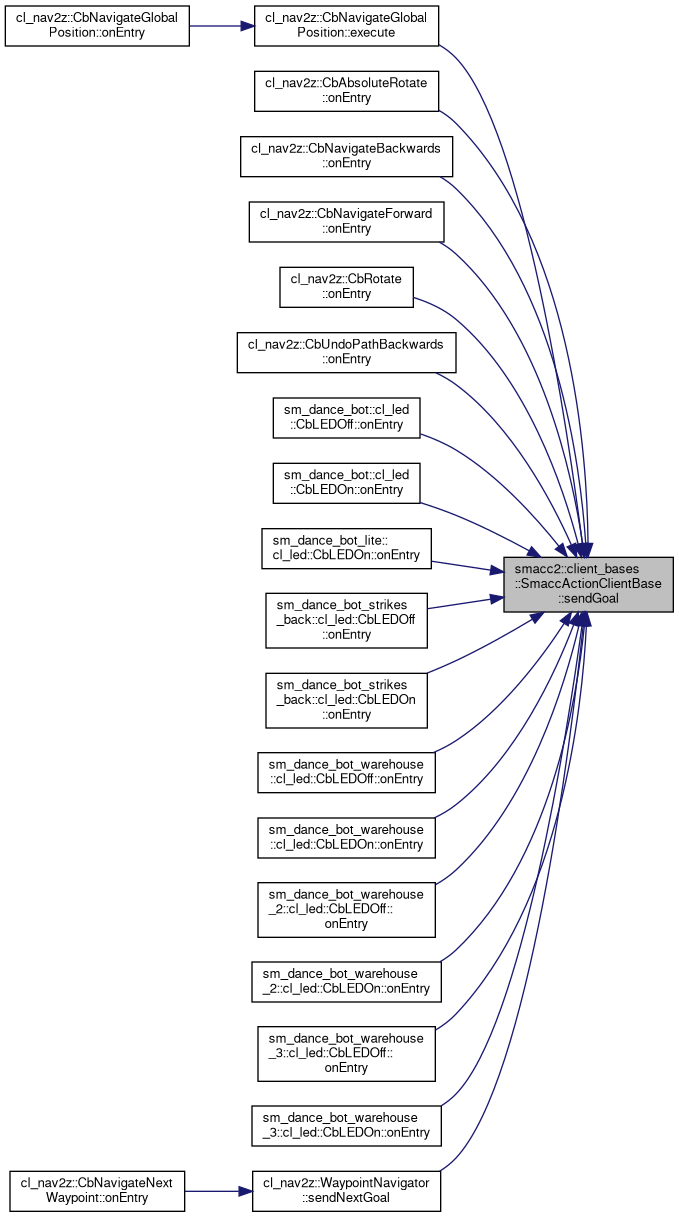 cl_nav2z::CbNavigateGlobal
Position::onEntry
cl_nav2z::CbNavigateGlobal
Position::execute
cl_nav2z::CbAbsoluteRotate
::onEntry
cl_nav2z::CbNavigateBackwards
::onEntry
cl_nav2z::CbNavigateForward
::onEntry
cl_nav2z::CbRotate
::onEntry
cl_nav2z::CbUndoPathBackwards
::onEntry
sm_dance_bot::cl_led
::CbLEDOff::onEntry
sm_dance_bot::cl_led
::CbLEDOn::onEntry
sm_dance_bot_lite::
cl_led::CbLEDOn::onEntry
smacc2::client_bases
::SmaccActionClientBase
::sendGoal
sm_dance_bot_strikes
_back::cl_led::CbLEDOff
::onEntry
sm_dance_bot_strikes
_back::cl_led::CbLEDOn
::onEntry
sm_dance_bot_warehouse
::cl_led::CbLEDOff::onEntry
sm_dance_bot_warehouse
::cl_led::CbLEDOn::onEntry
sm_dance_bot_warehouse
_2::cl_led::CbLEDOff::
onEntry
sm_dance_bot_warehouse
_2::cl_led::CbLEDOn::onEntry
sm_dance_bot_warehouse
_3::cl_led::CbLEDOff::
onEntry
sm_dance_bot_warehouse
_3::cl_led::CbLEDOn::onEntry
cl_nav2z::CbNavigateNext
Waypoint::onEntry
cl_nav2z::WaypointNavigator
::sendNextGoal